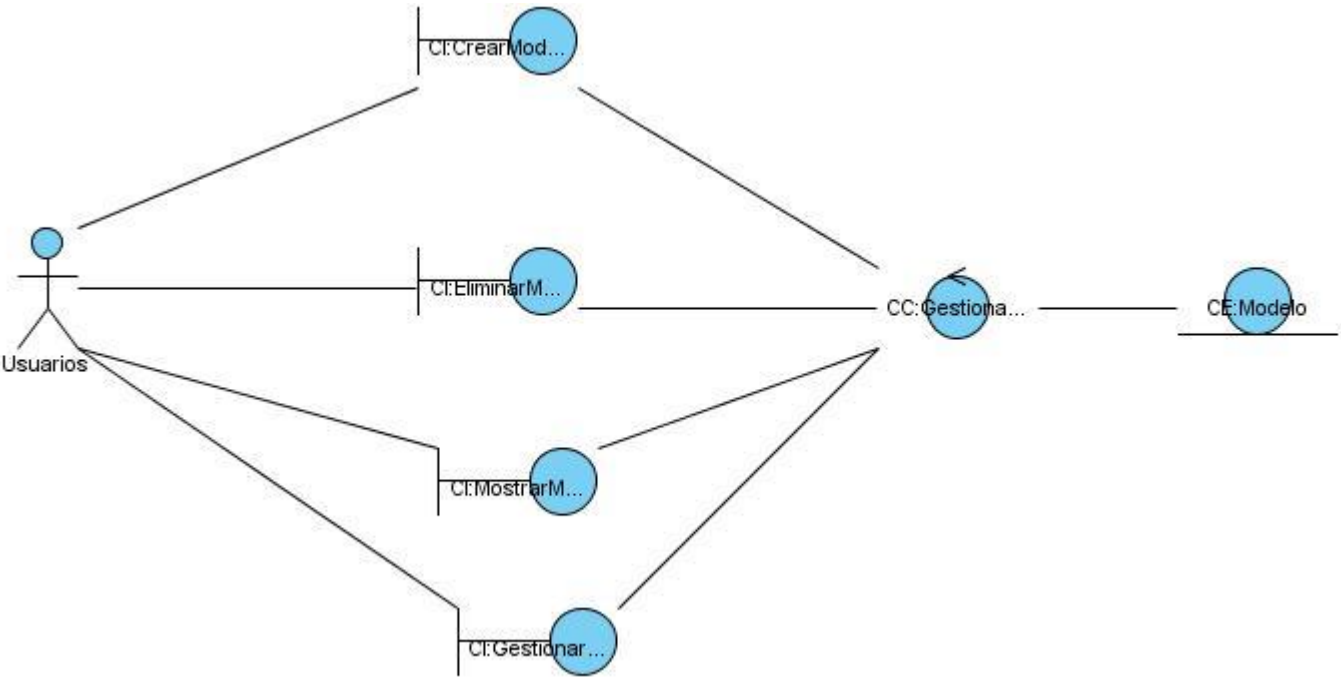 CI:CrearMod...
CI:EliminarM...
CC:Gestiona...
CE:Modelo
Usuarios
CI:MostrarM...
CI:Gestionar...